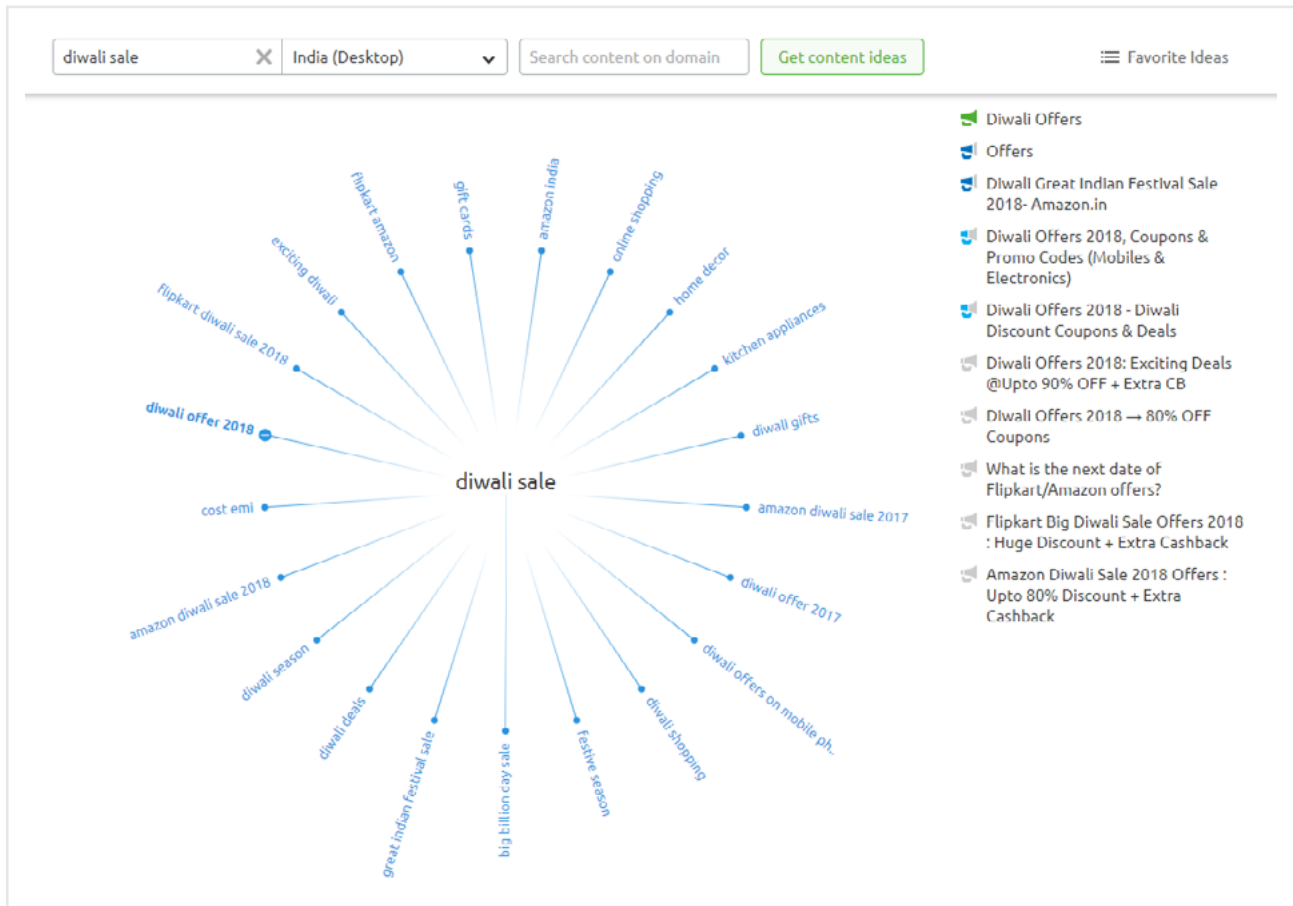 diwali sale
India (Desktop)
Search content on domain
Get content ideas
Favorite Ideas
flipkart amazon
gift cards
amazon india
online shopping
exciting diwali
home decor
flipkart diwali sale 2018
kitchen appliances
diwali offer 2018
diwali gifts
diwali sale
cost emi
amazon diwali sale 2017
amazon diwali sale 2018
diwali offer 2017
diwali season
diwali offers on mobile ph..
diwali deals
diwali shopping
great indian festival sale
big billion day sale
festive season
Diwali Offers
Offers
Diwali Great Indian Festival Sale
2018- Amazon.in
Diwali Offers 2018, Coupons &
Promo Codes (Mobiles &
Electronics)
Diwali Offers 2018 - Diwali
Discount Coupons & Deals
Diwali Offers 2018: Exciting Deals
@Upto 90% OFF + Extra CB
Diwali Offers 2018 → 80% OFF
Coupons
What is the next date of
Flipkart/Amazon offers?
Flipkart Big Diwali Sale Offers 2018
: Huge Discount + Extra Cashback
Amazon Diwali Sale 2018 Offers :
Upto 80% Discount + Extra
Cashback